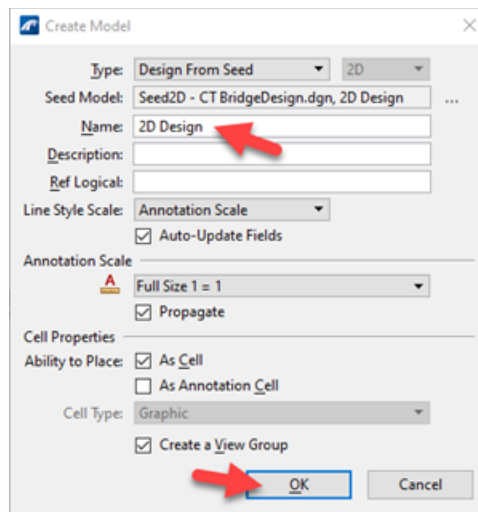 Create Model
Type: Design From Seed 2D
Seed Model: Seed2D - CT BridgeDesign.dgn, 2D Design ...
Name: 2D Design
Description:
Ref Logical:
Line Style Scale: Annotation Scale
Auto-Update Fields
Annotation Scale
A Full Size 1 = 1
Propagate
Cell Properties
Ability to Place: As Cell
As Annotation Cell
Cell Type: Graphic
Create a View Group
OK Cancel